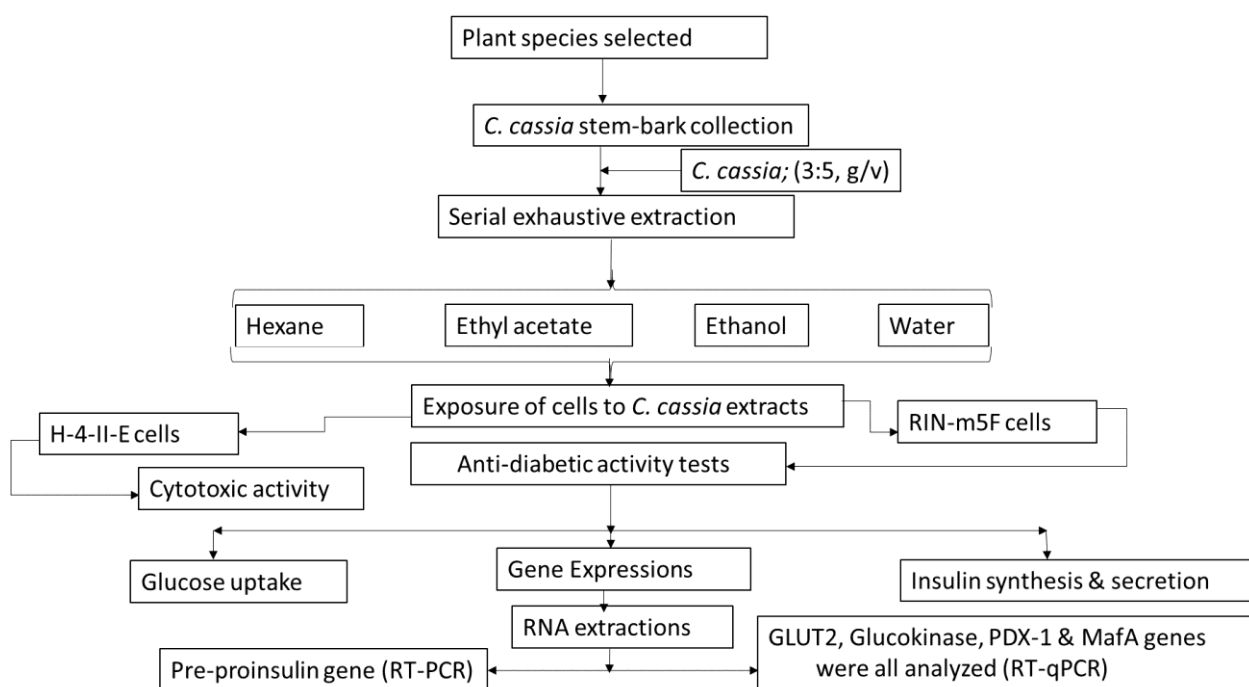 Plant species selected
C. cassia stem-bark collection
C. cassia; (3:5, g/v)
Serial exhaustive extraction
Hexane
Ethyl acetate
Ethanol
Water
Exposure of cells to C. cassia extracts
H-4-II-E cells
RIN-m5F cells
Anti-diabetic activity tests
Cytotoxic activity
Glucose uptake
Gene Expressions
Insulin synthesis & secretion
RNA extractions
Pre-proinsulin gene (RT-PCR)
GLUT2, Glucokinase, PDX-1 & MafA genes
were all analyzed (RT-qPCR)